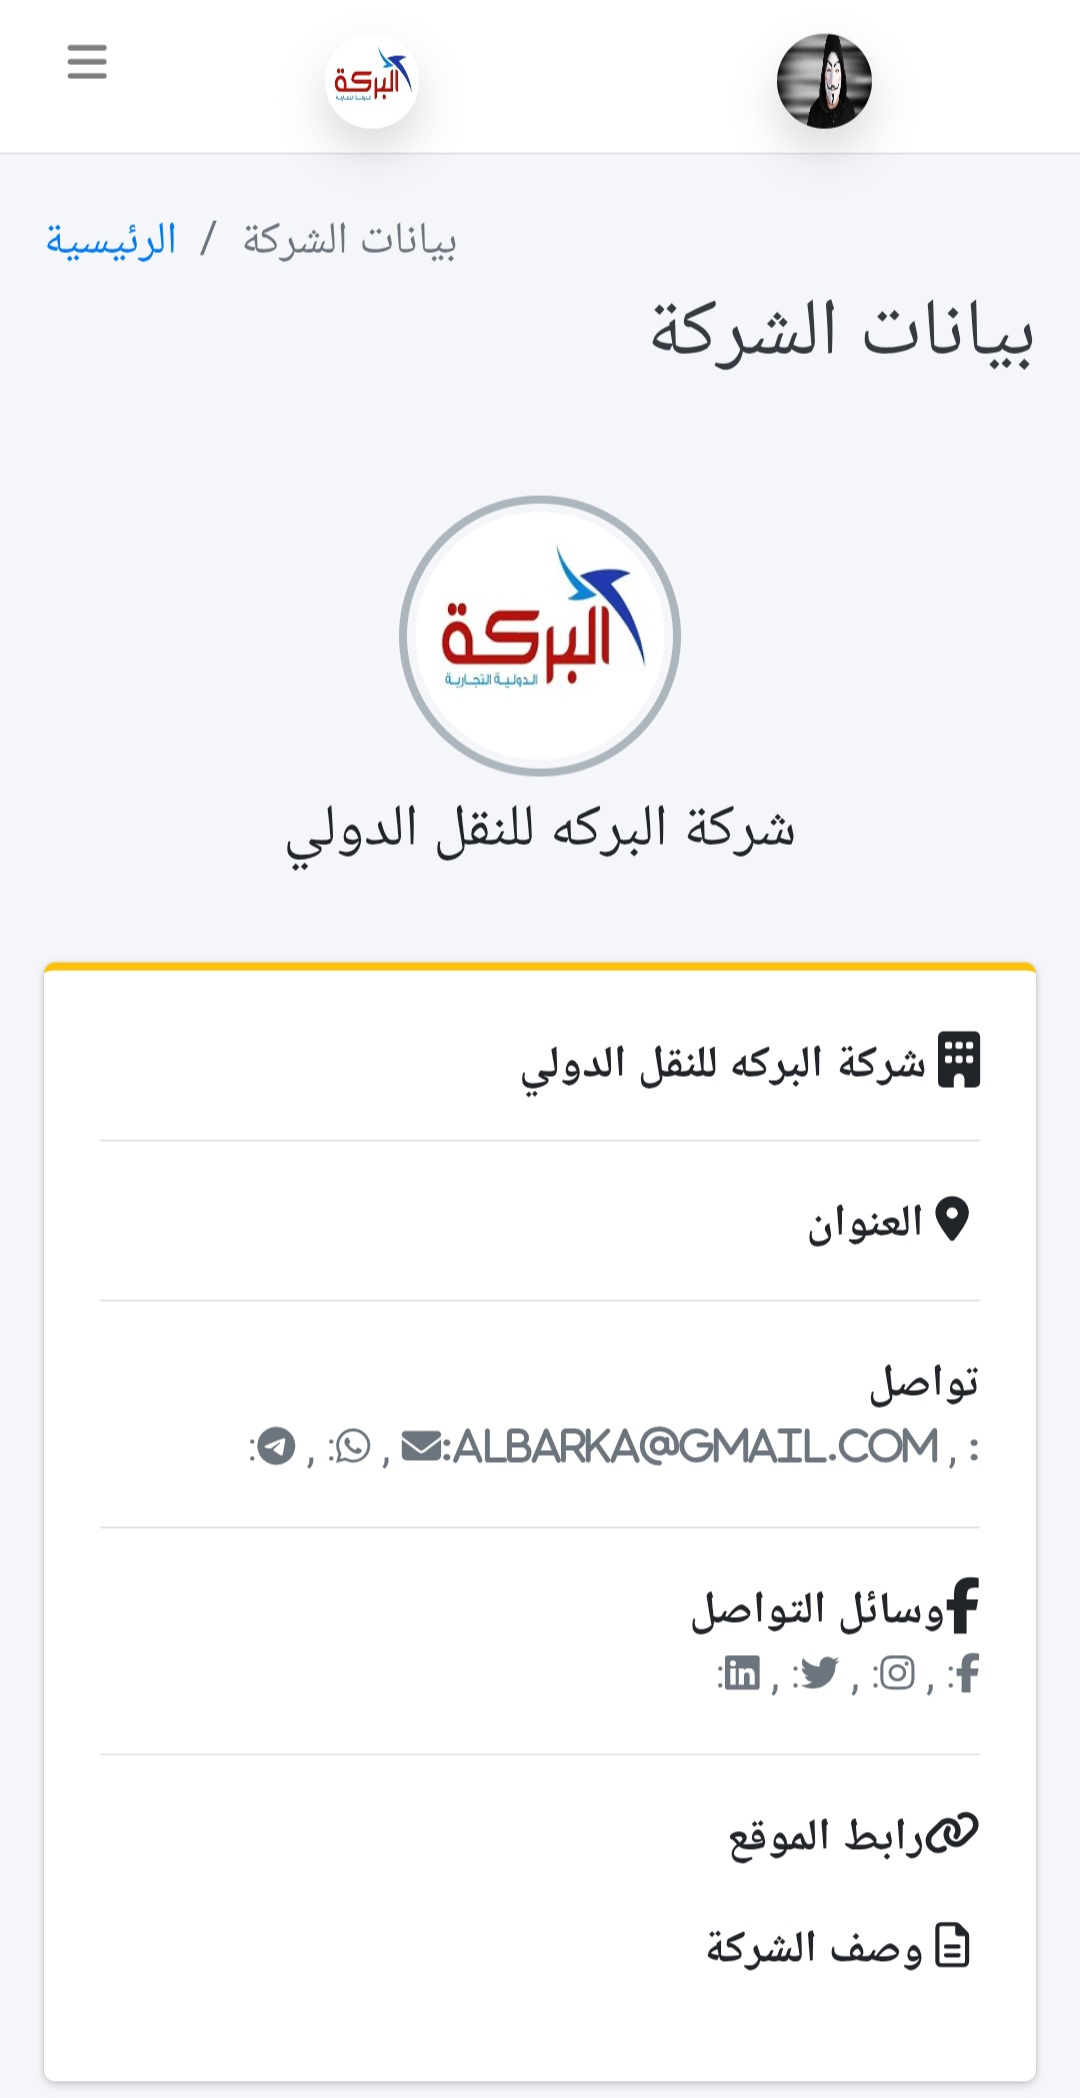 البركة
الدولية التجارية
الرئيسية / بيانات الشركة
بيانات الشركة
البركة
الدولية التجارية
شركة البركه للنقل الدولي
شركة البركه للنقل الدولي
العنوان
تواصل
: , ALBARKA@GMAIL.COM: , : , :
وسائل التواصل
: , : , : , :
رابط الموقع
وصف الشركة